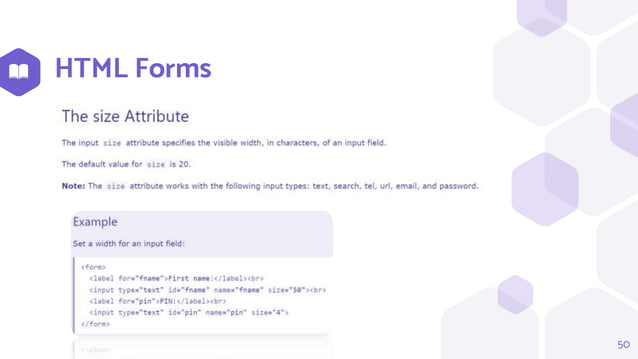 HTML Forms
The size Attribute
The input size attribute specifies the visible width, in characters, of an input field.
The default value for size is 20.
Note: The size attribute works with the following input types: text, search, tel, url, email, and password.
Example
Set a width for an input field:
<form>
  <label for="fname">First name:</label><br>
  <input type="text" id="fname" name="fname" size="50"><br>
  <label for="pin">PIN:</label><br>
  <input type="text" id="pin" name="pin" size="4">
</form>
50